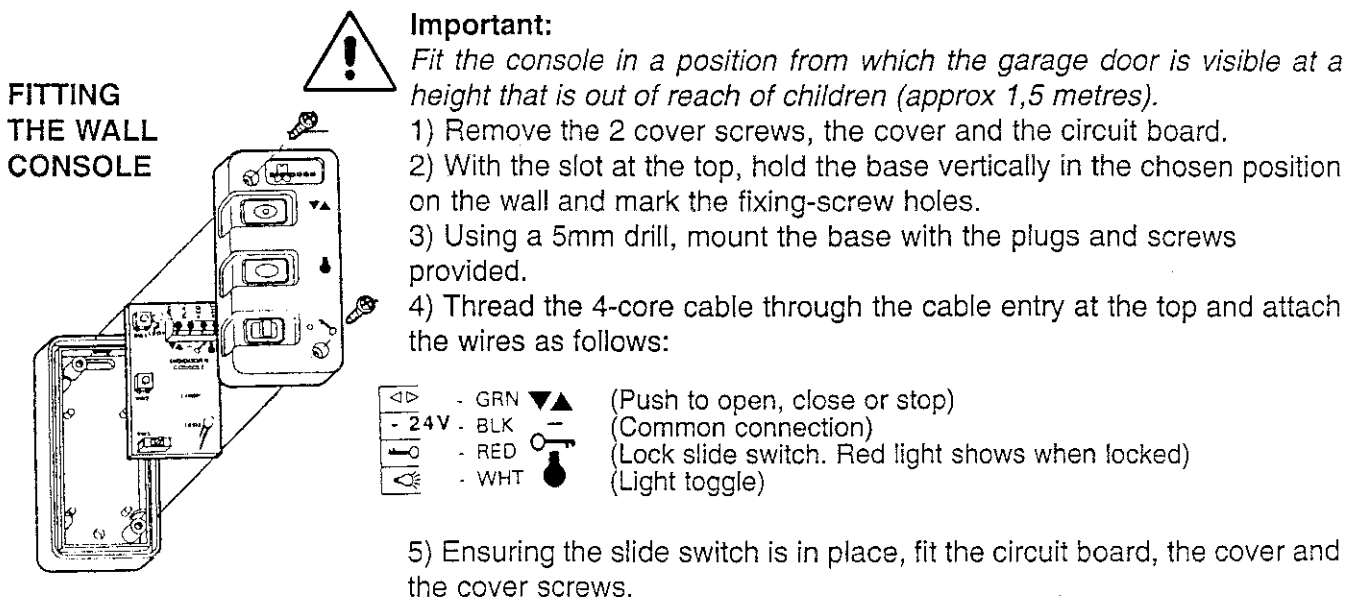 Important:
Fit the console in a position from which the garage door is visible at a
height that is out of reach of children (approx 1,5 metres).
FITTING
THE WALL
CONSOLE
1) Remove the 2 cover screws, the cover and the circuit board.
2) With the slot at the top, hold the base vertically in the chosen position
on the wall and mark the fixing-screw holes.
3) Using a 5mm drill, mount the base with the plugs and screws
provided.
4) Thread the 4-core cable through the cable entry at the top and attach
the wires as follows:
- GRN (Push to open, close or stop)
- 24V - BLK – (Common connection)
- RED (Lock slide switch. Red light shows when locked)
- WHT (Light toggle)
5) Ensuring the slide switch is in place, fit the circuit board, the cover and
the cover screws.